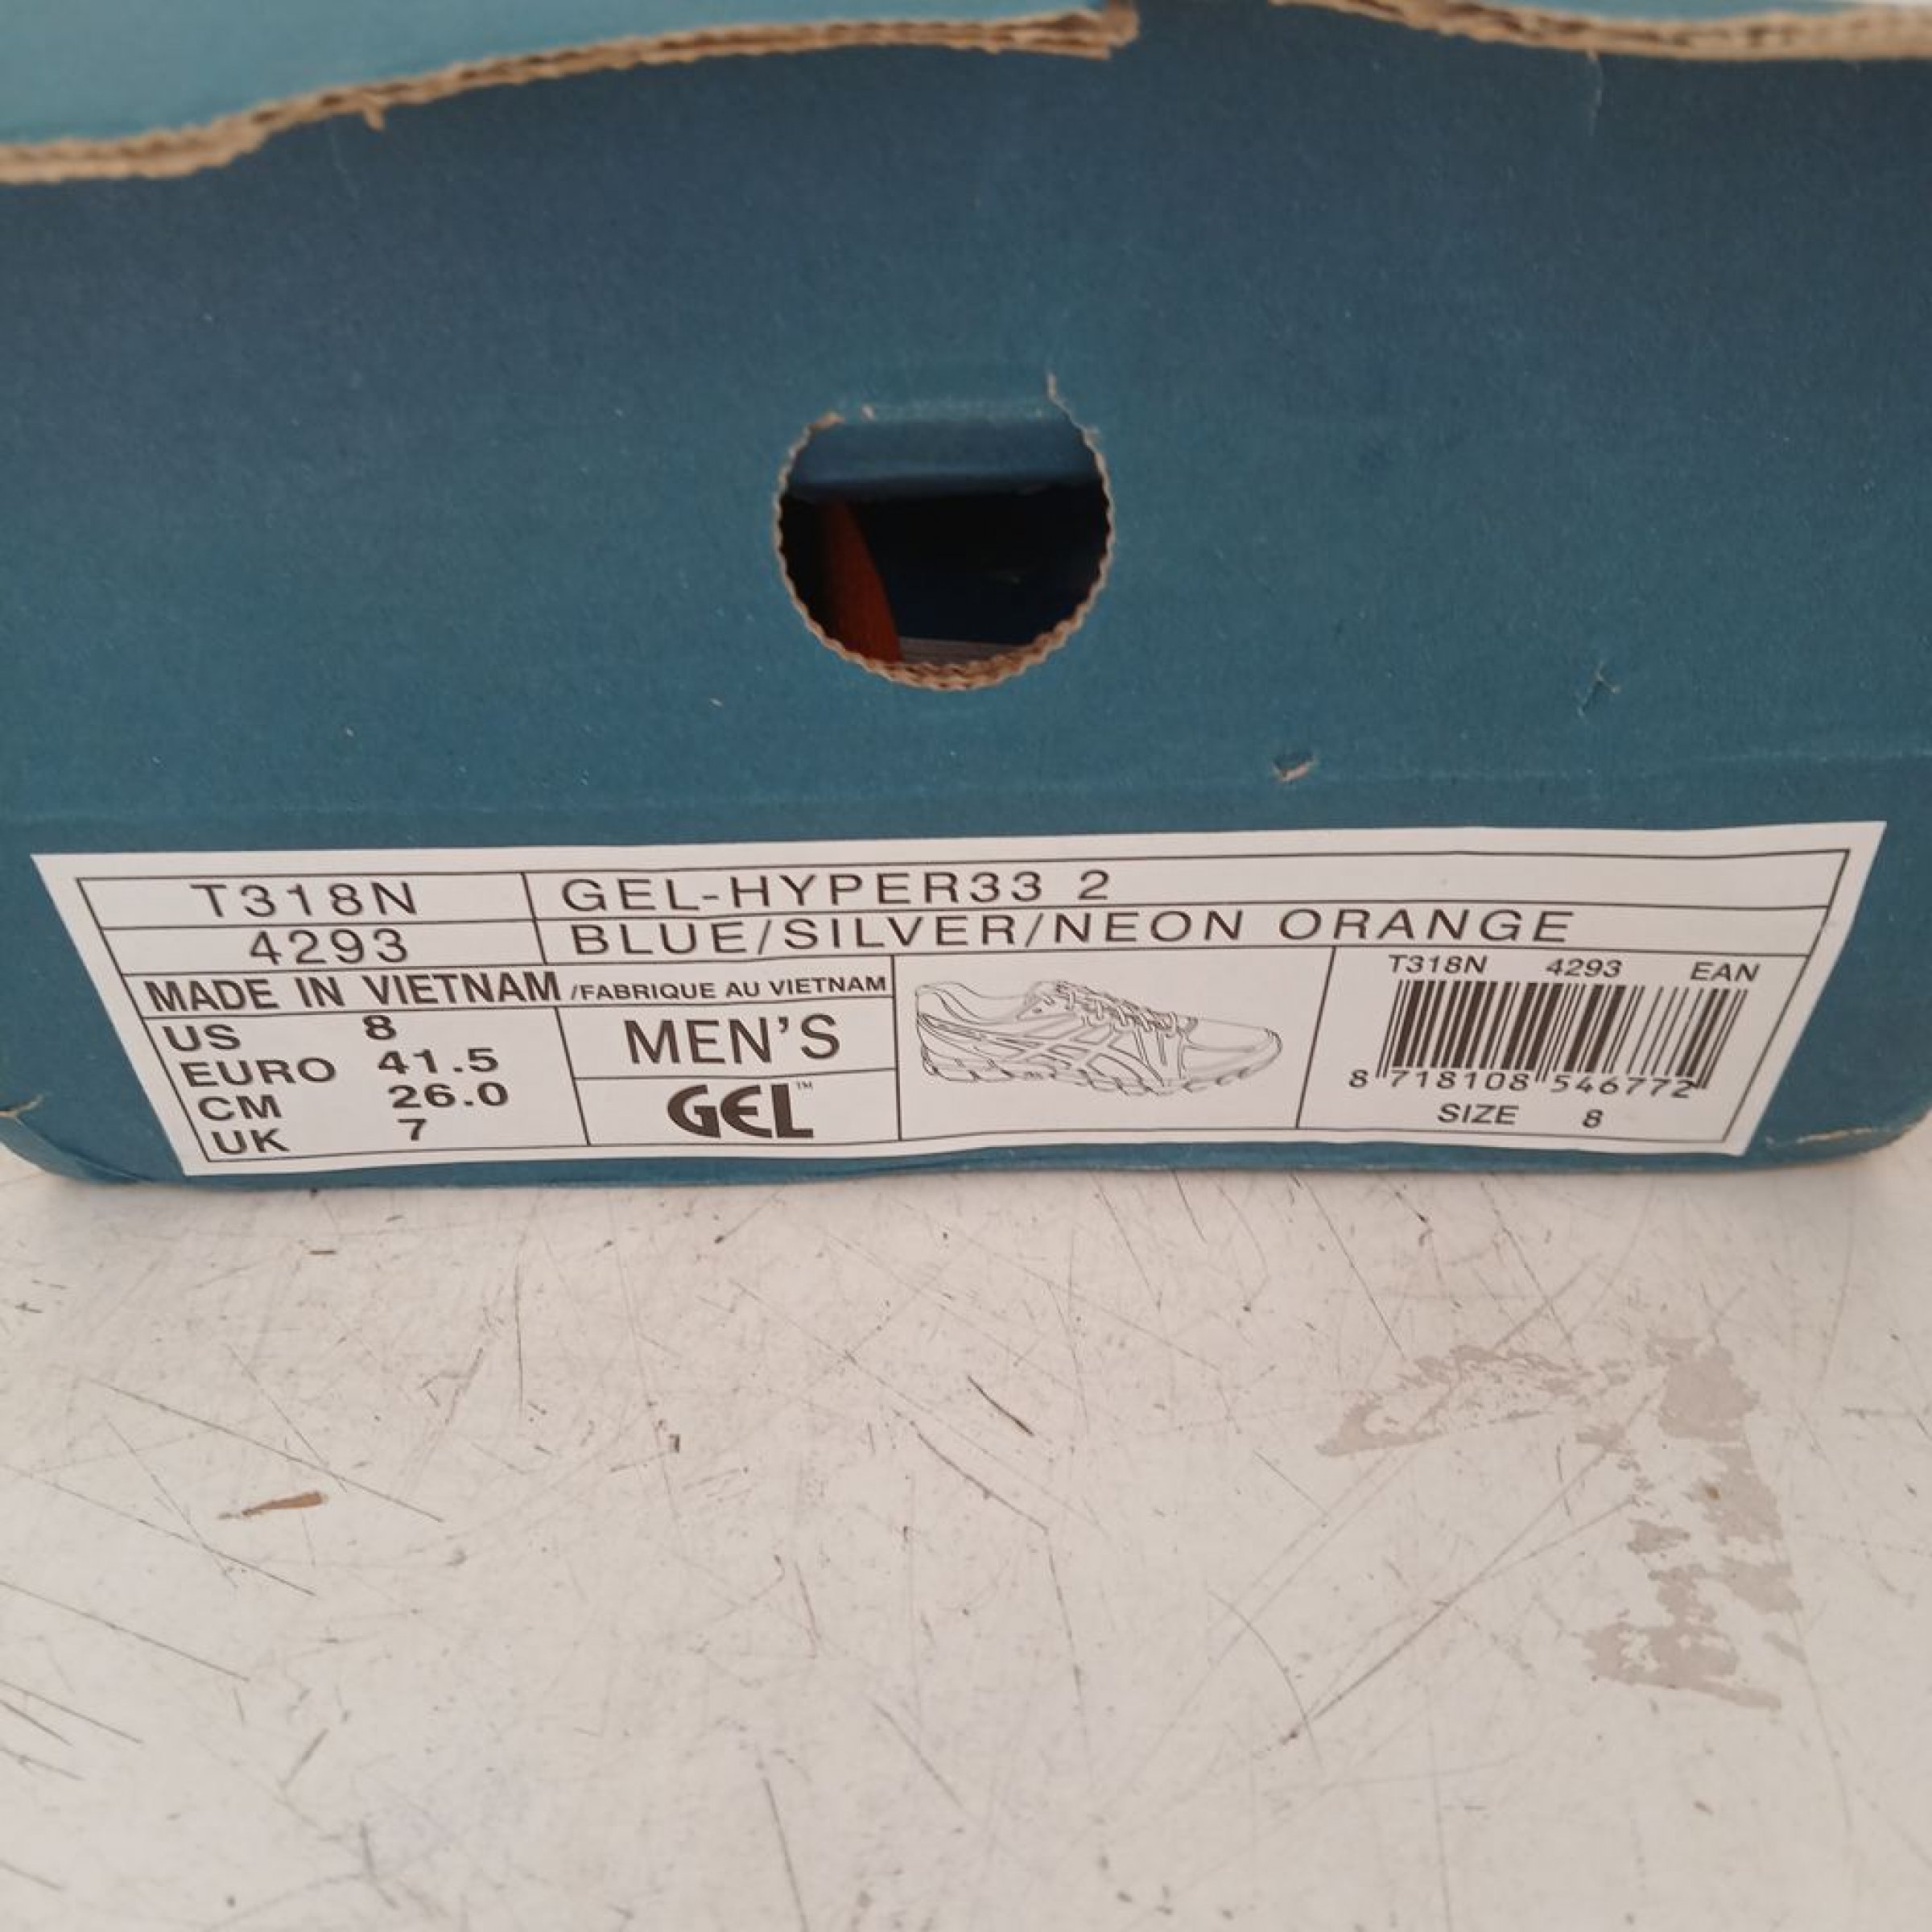 T318N GEL-HYPER33 2
4293 BLUE/SILVER/NEON ORANGE
MADE IN VIETNAM /FABRIQUE AU VIETNAM
US 8
EURO 41.5
CM 26.0
UK 7
MEN'S
GEL™
T318N 4293 EAN
8 718108 546772
SIZE 8